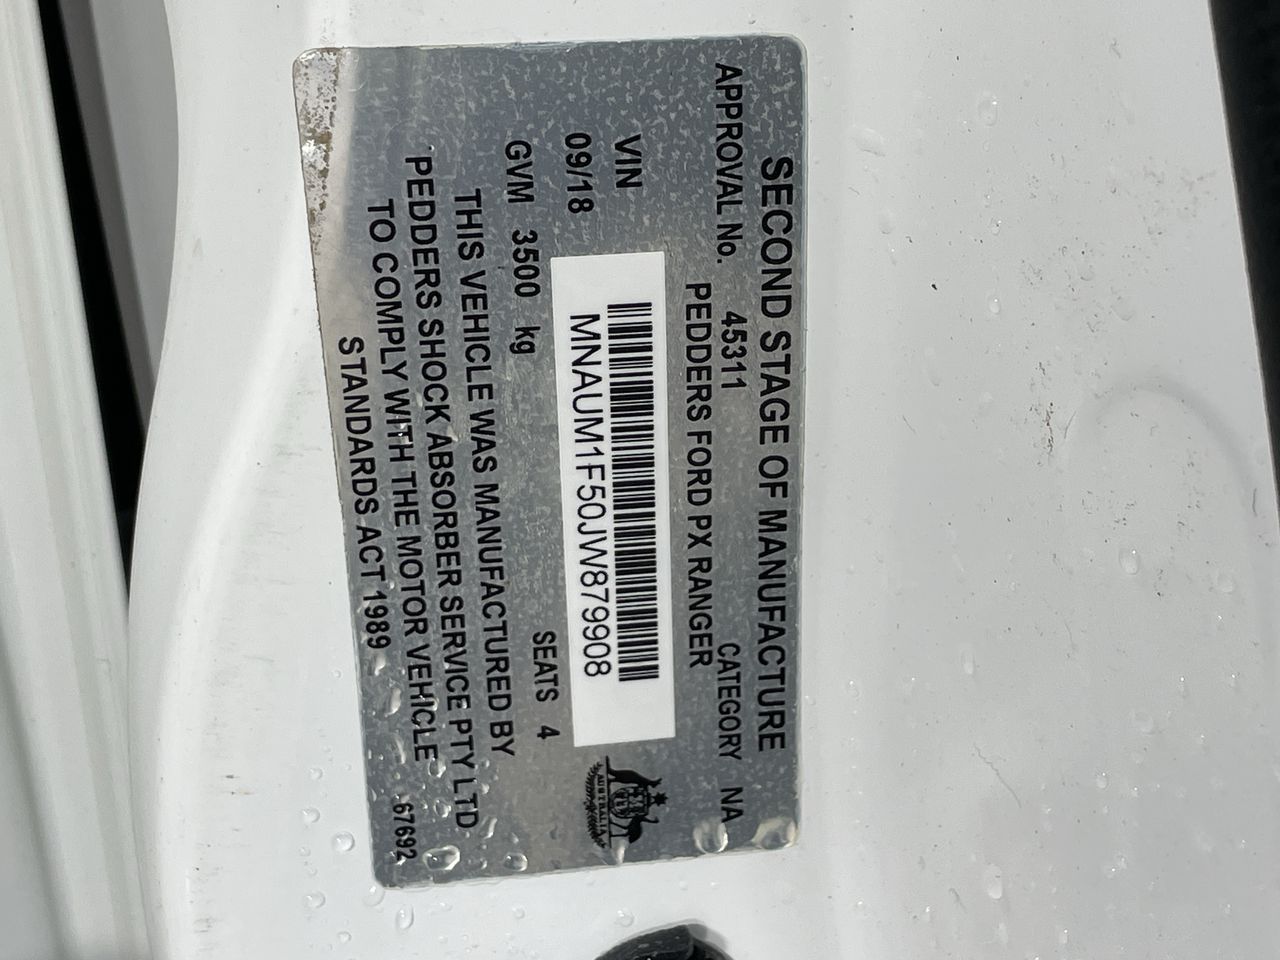 SECOND STAGE OF MANUFACTURE
APPROVAL No. 45311 CATEGORY NA
PEDDERS FORD PX RANGER
VIN
MNAUM1F50JW879908
09/18
AUSTRALIA
GVM 3500 kg SEATS 4
THIS VEHICLE WAS MANUFACTURED BY
PEDDERS SHOCK ABSORBER SERVICE PTY LTD
TO COMPLY WITH THE MOTOR VEHICLE
STANDARDS ACT 1989
67692